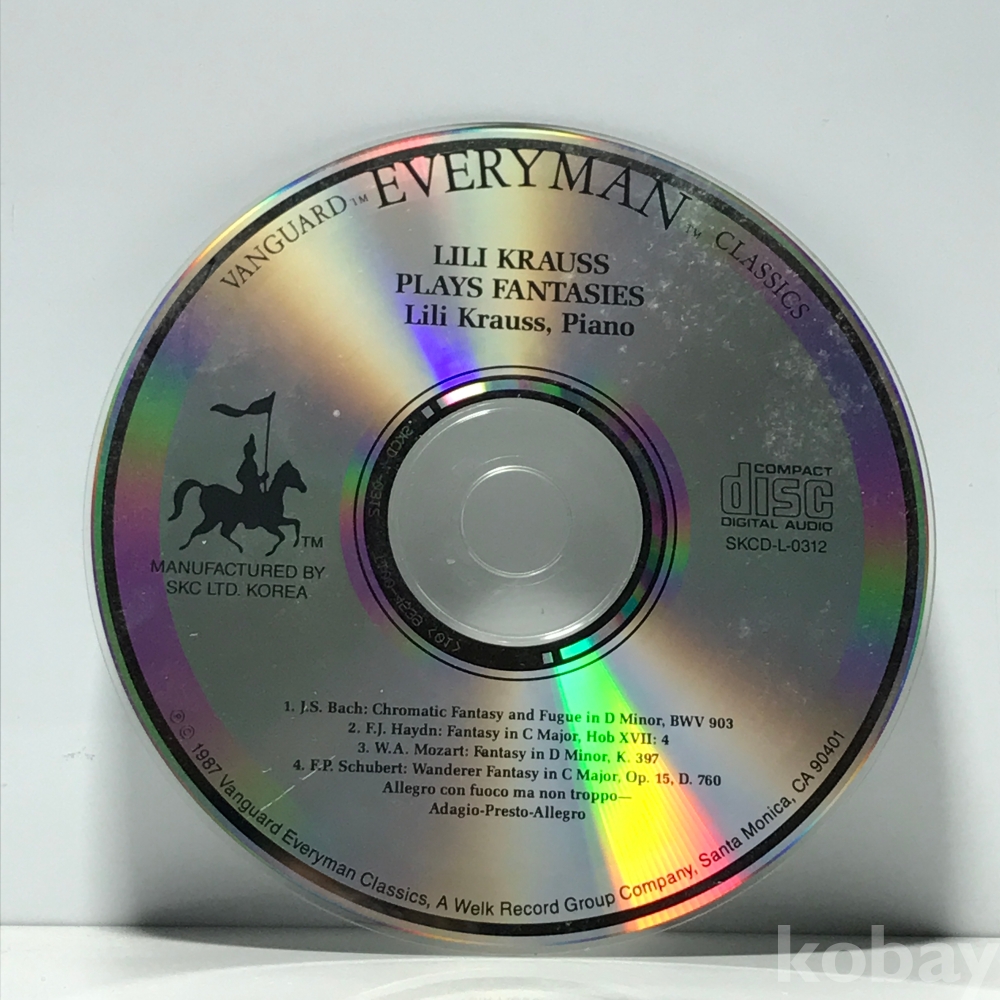 VANGUARD™ EVERYMAN™ CLASSICS
LILI KRAUSS
PLAYS FANTASIES
Lili Krauss, Piano
TM
MANUFACTURED BY
SKC LTD. KOREA
COMPACT
disc
DIGITAL AUDIO
SKCD-L-0312
1. J.S. Bach: Chromatic Fantasy and Fugue in D Minor, BWV 903
2. F.J. Haydn: Fantasy in C Major, Hob XVII: 4
3. W.A. Mozart: Fantasy in D Minor, K. 397
4. F.P. Schubert: Wanderer Fantasy in C Major, Op. 15, D. 760
Allegro con fuoco ma non troppo—
Adagio-Presto-Allegro
℗ © 1987 Vanguard Everyman Classics, A Welk Record Group Company, Santa Monica, CA 90401
kobay